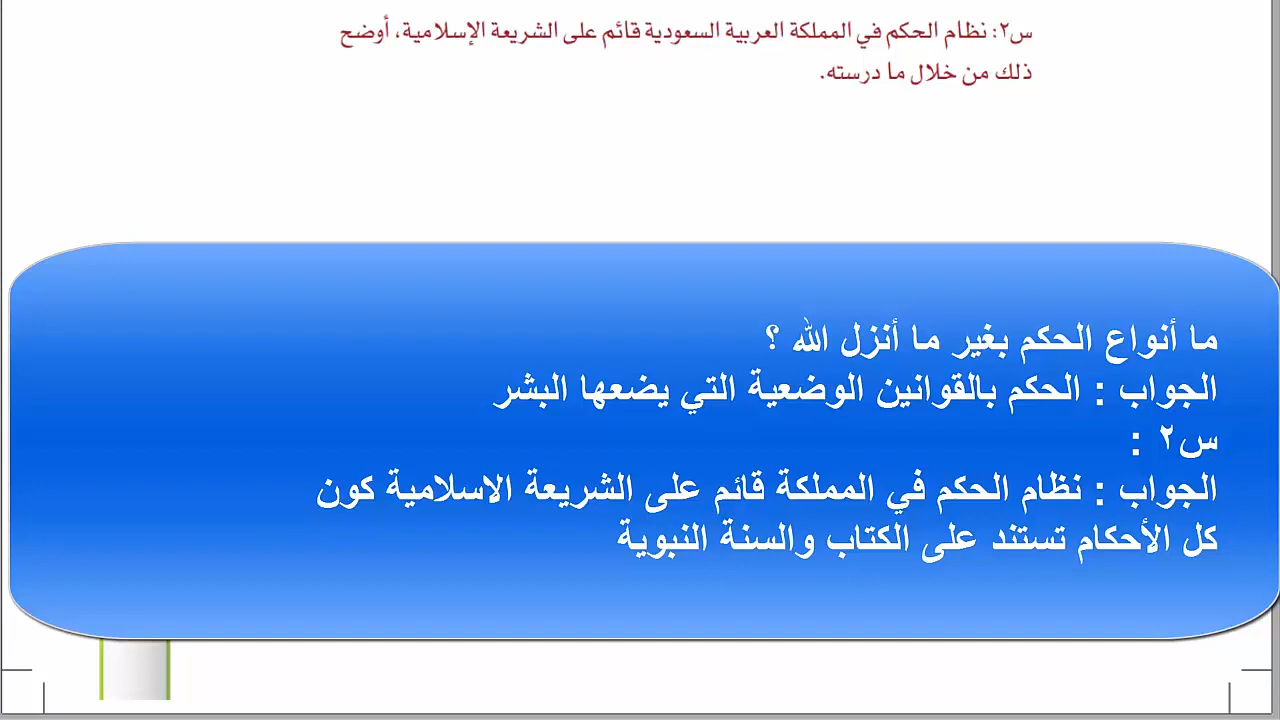 س٢: نظام الحكم في المملكة العربية السعودية قائم على الشريعة الإسلامية، أوضح
ذلك من خلال ما درسته.
ما أنواع الحكم بغير ما أنزل الله ؟
الجواب : الحكم بالقوانين الوضعية التي يضعها البشر
س٢ :
الجواب : نظام الحكم في المملكة قائم على الشريعة الاسلامية كون
كل الأحكام تستند على الكتاب والسنة النبوية